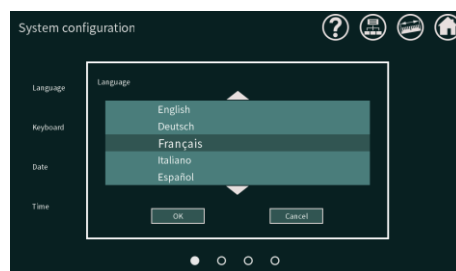 System configuration
?
Language
Keyboard
Date
Time
Language
English
Deutsch
Français
Italiano
Español
OK
Cancel